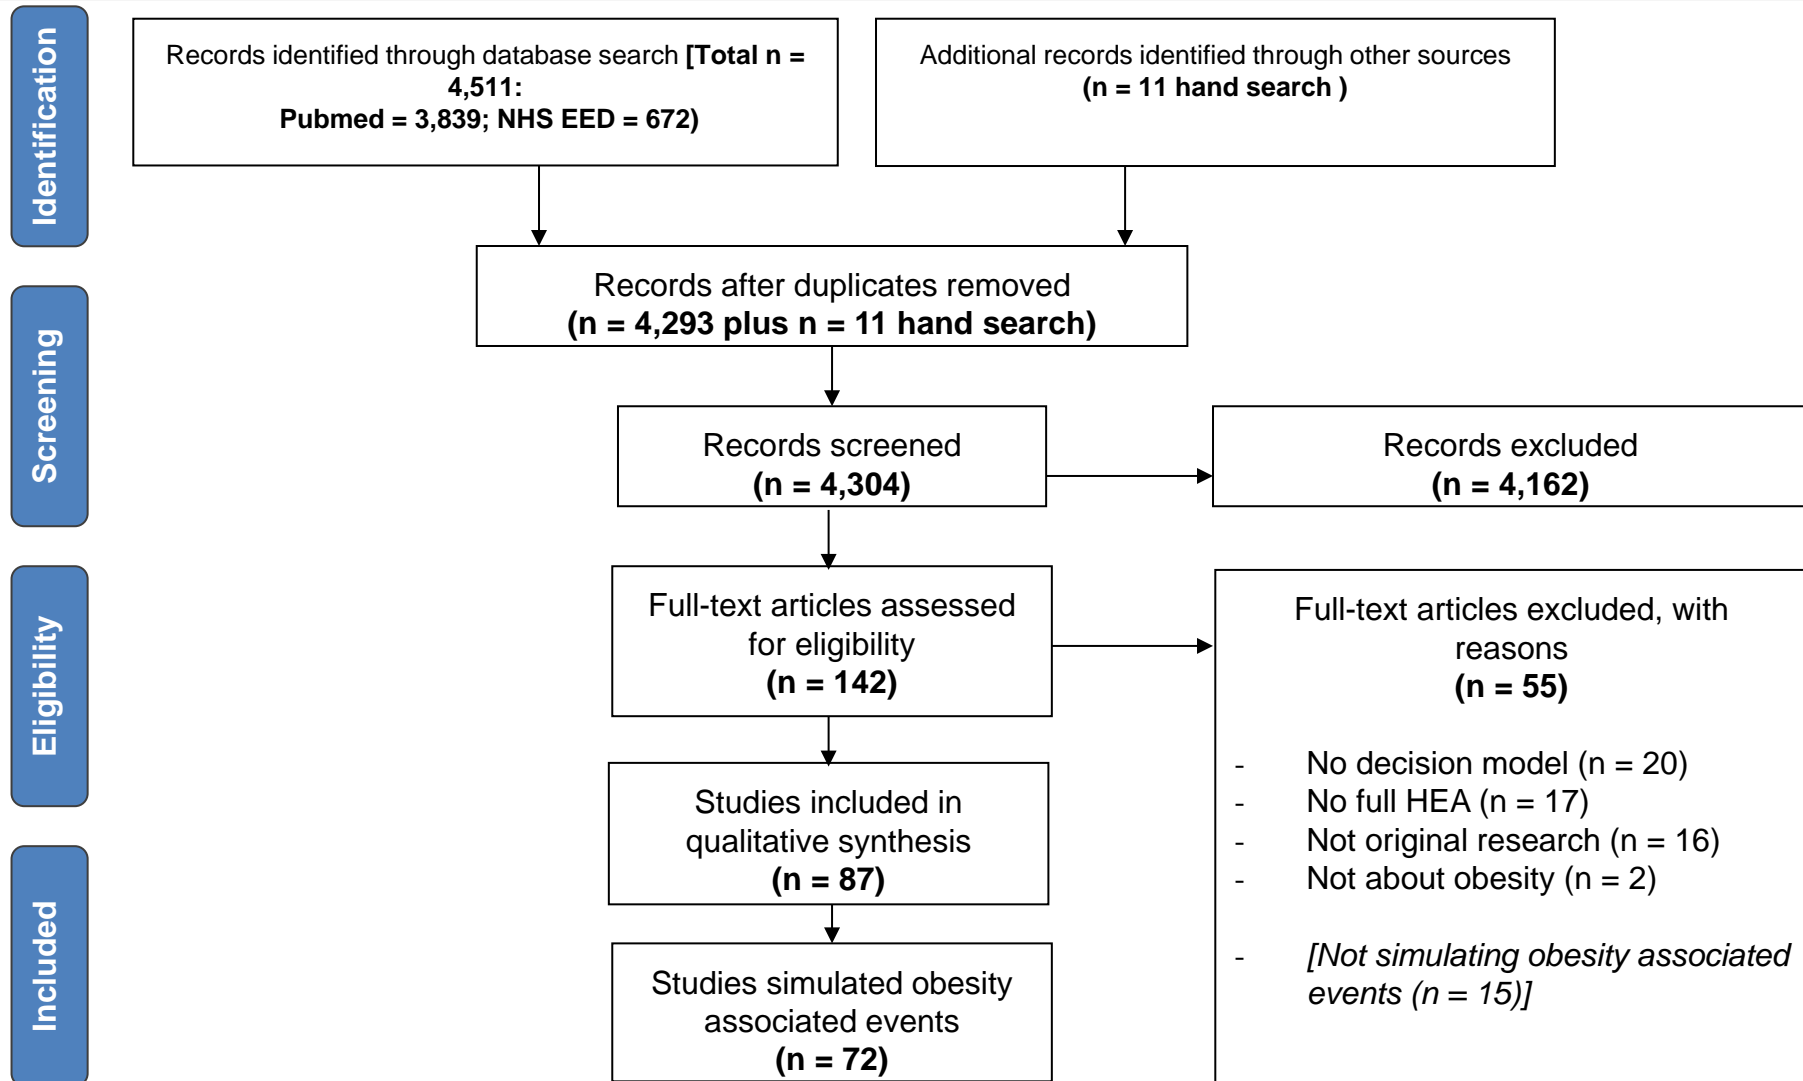 Identification
Records identified through database search [Total n =
4,511:
Pubmed = 3,839; NHS EED = 672)
Additional records identified through other sources
(n = 11 hand search )
Records after duplicates removed
(n = 4,293 plus n = 11 hand search)
Screening
Records screened
(n = 4,304)
Records excluded
(n = 4,162)
Eligibility
Full-text articles assessed
for eligibility
(n = 142)
Full-text articles excluded, with
reasons
(n = 55)
- No decision model (n = 20)
- No full HEA (n = 17)
- Not original research (n = 16)
- Not about obesity (n = 2)
- [Not simulating obesity associated
events (n = 15)]
Studies included in
qualitative synthesis
(n = 87)
Included
Studies simulated obesity
associated events
(n = 72)